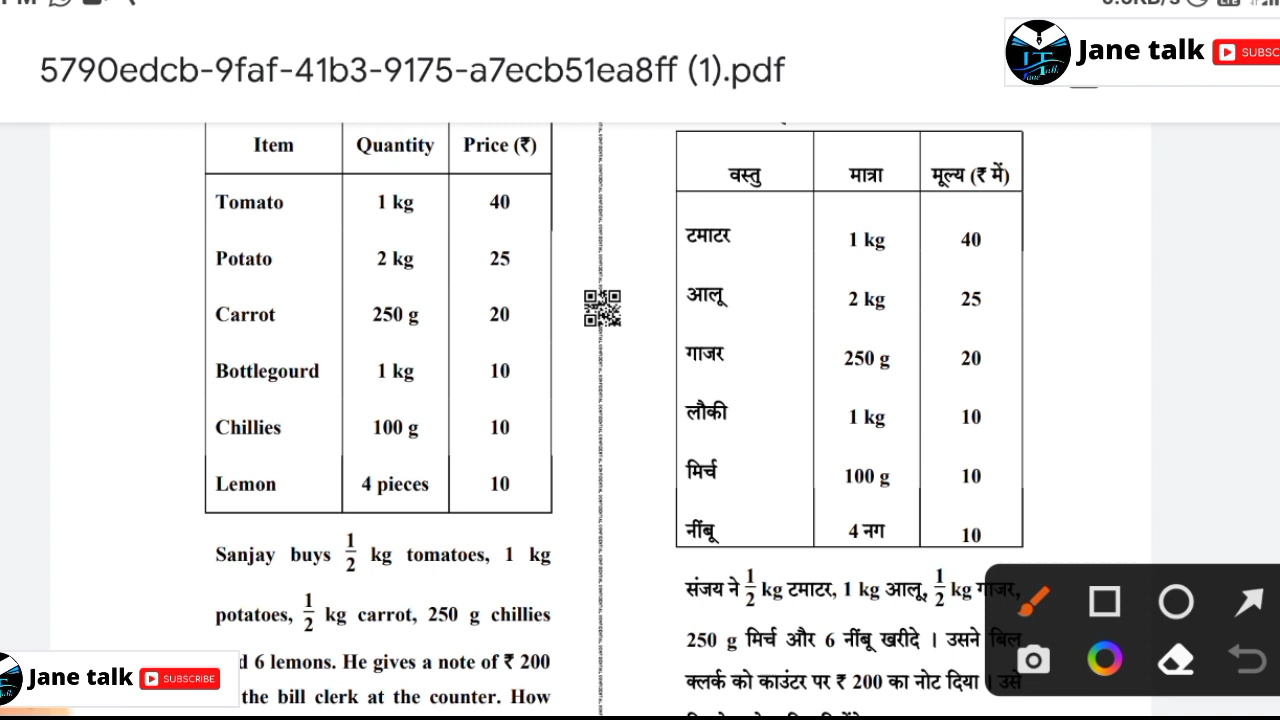 5790edcb-9faf-41b3-9175-a7ecb51ea8ff (1).pdf
Jane talk
SUBSC
Item Quantity Price (₹)
Tomato 1 kg 40
Potato 2 kg 25
Carrot 250 g 20
Bottlegourd 1 kg 10
Chillies 100 g 10
Lemon 4 pieces 10
Sanjay buys 1/2 kg tomatoes, 1 kg
potatoes, 1/2 kg carrot, 250 g chillies
d 6 lemons. He gives a note of ₹ 200
the bill clerk at the counter. How
वस्तु मात्रा मूल्य (₹ में)
टमाटर 1 kg 40
आलू 2 kg 25
गाजर 250 g 20
लौकी 1 kg 10
मिर्च 100 g 10
नींबू 4 नग 10
संजय ने 1/2 kg टमाटर, 1 kg आलू, 1/2 kg गाजर,
250 g मिर्च और 6 नींबू खरीदे । उसने बिल
क्लर्क को काउंटर पर ₹ 200 का नोट दिया । उसे
Jane talk SUBSCRIBE